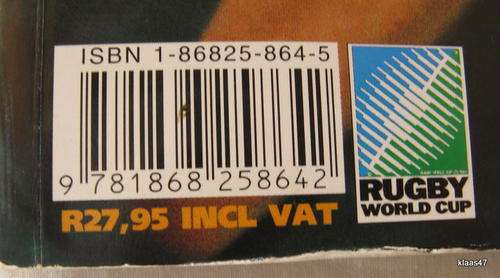 ISBN 1-86825-864-5
9 781868 258642
R27,95 INCL VAT
RUGBY
WORLD CUP
klaas47